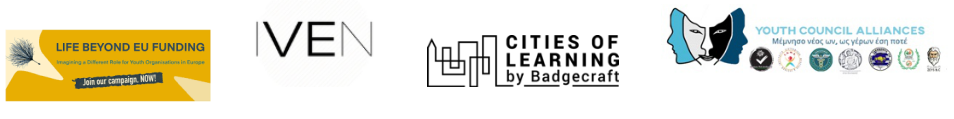 LIFE BEYOND EU FUNDING
Imagining a Different Role for Youth Organisations in Europe
Join our campaign, NOW!
IVEN
CITIES OF
LEARNING
by Badgecraft
YOUTH COUNCIL ALLIANCES
Μέμνησο νέος ων, ως γέρων έση ποτέ